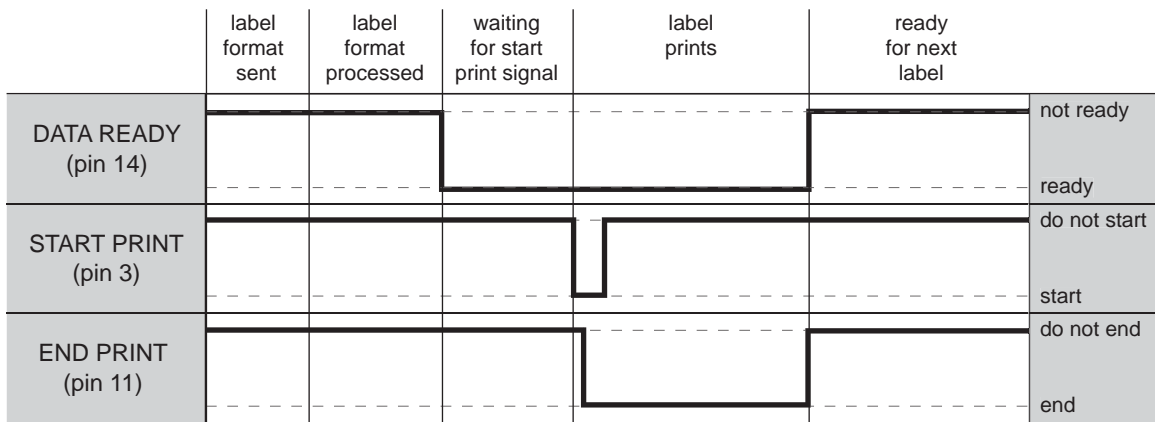 label
format
sent
label
format
processed
waiting
for start
print signal
label
prints
ready
for next
label
DATA READY
(pin 14)
not ready
ready
START PRINT
(pin 3)
do not start
start
END PRINT
(pin 11)
do not end
end